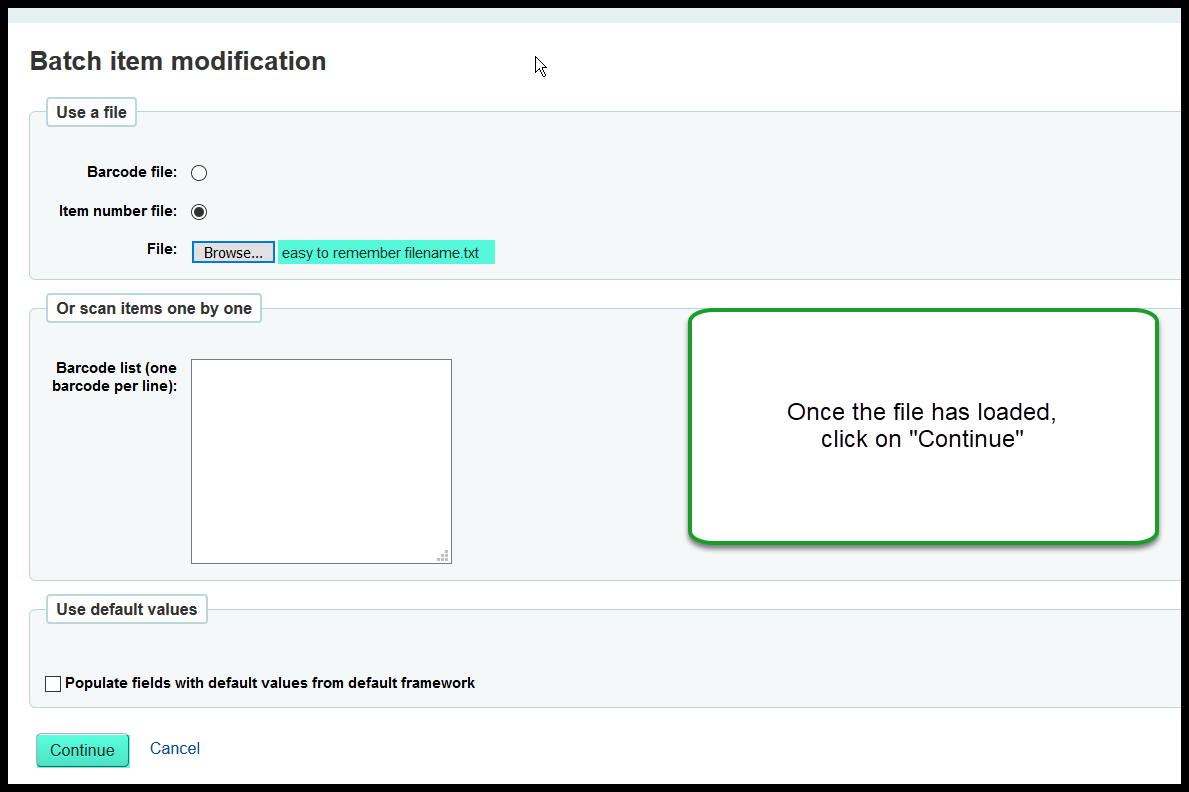 Batch item modification
Use a file
Barcode file:
Item number file:
File: Browse... easy to remember filename.txt
Or scan items one by one
Barcode list (one
barcode per line):
Once the file has loaded,
click on "Continue"
Use default values
Populate fields with default values from default framework
Continue Cancel